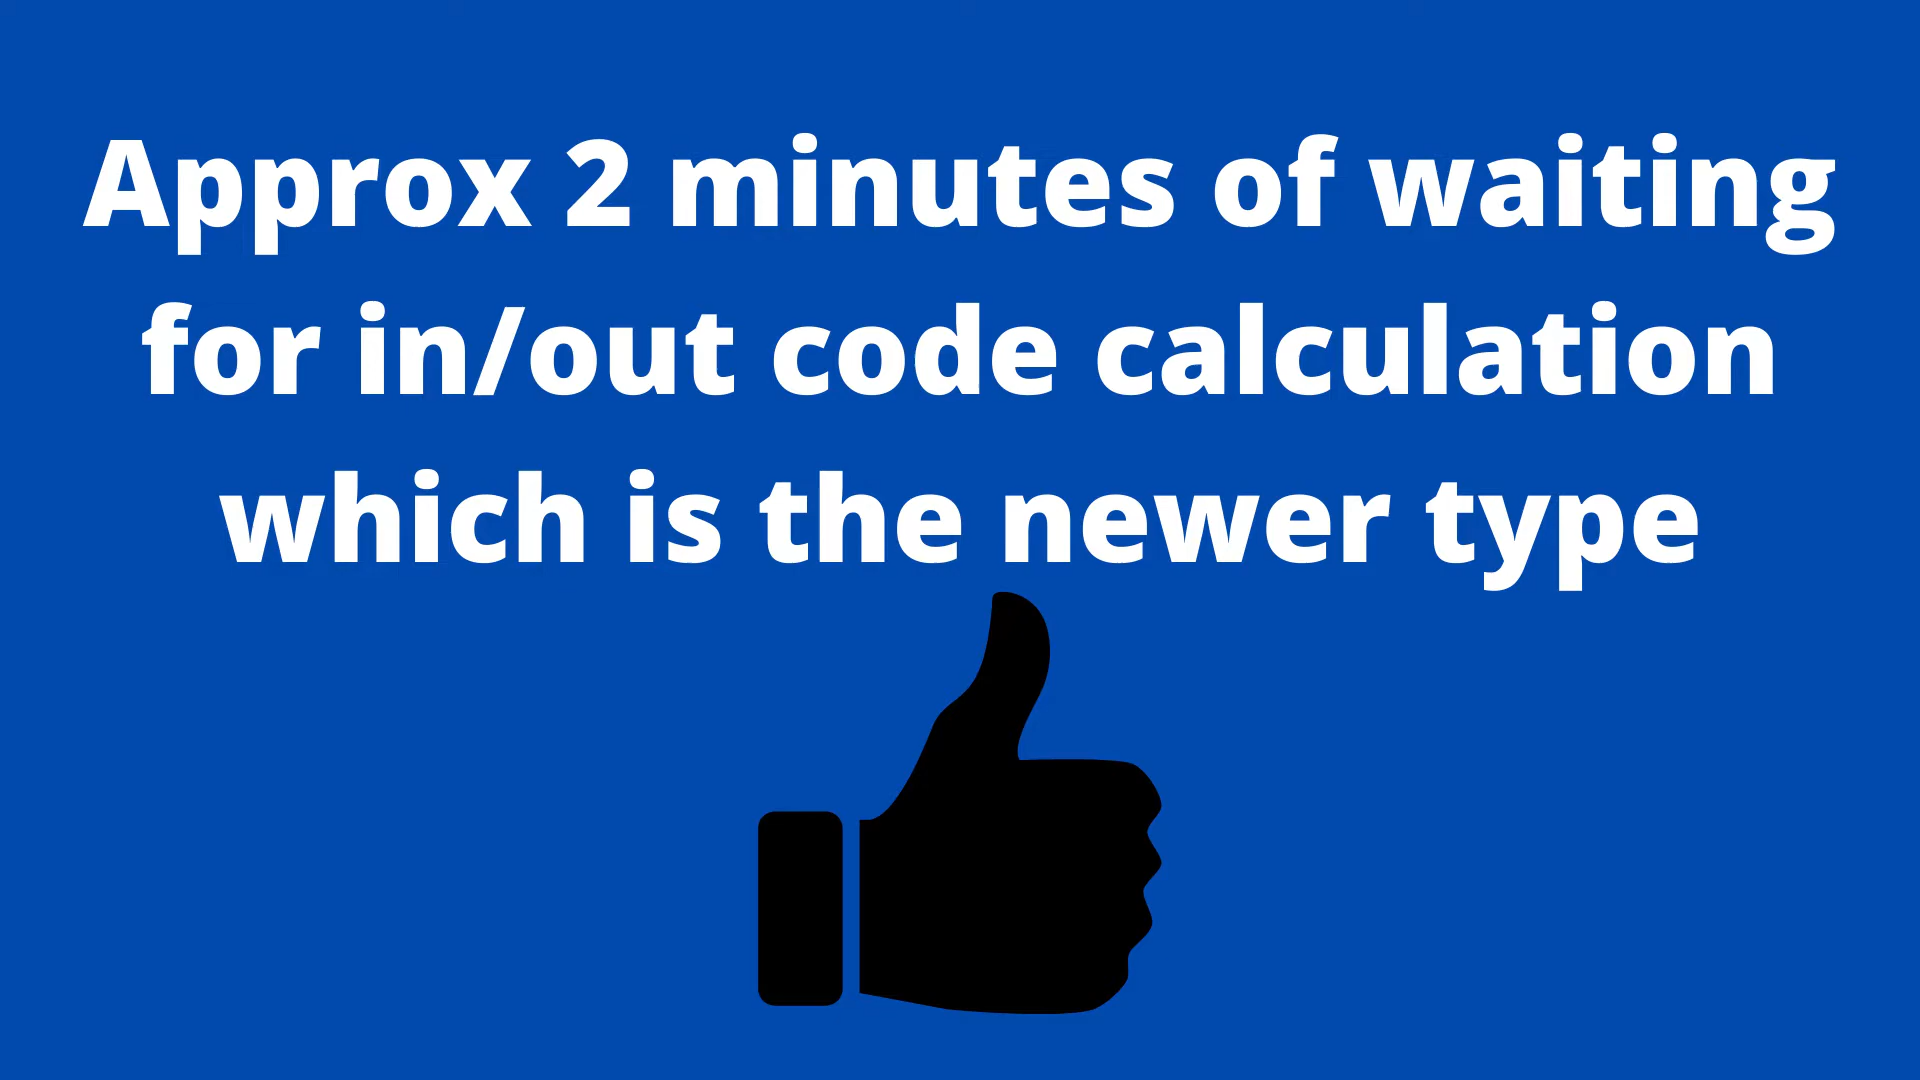 Approx 2 minutes of waiting
for in/out code calculation
which is the newer type